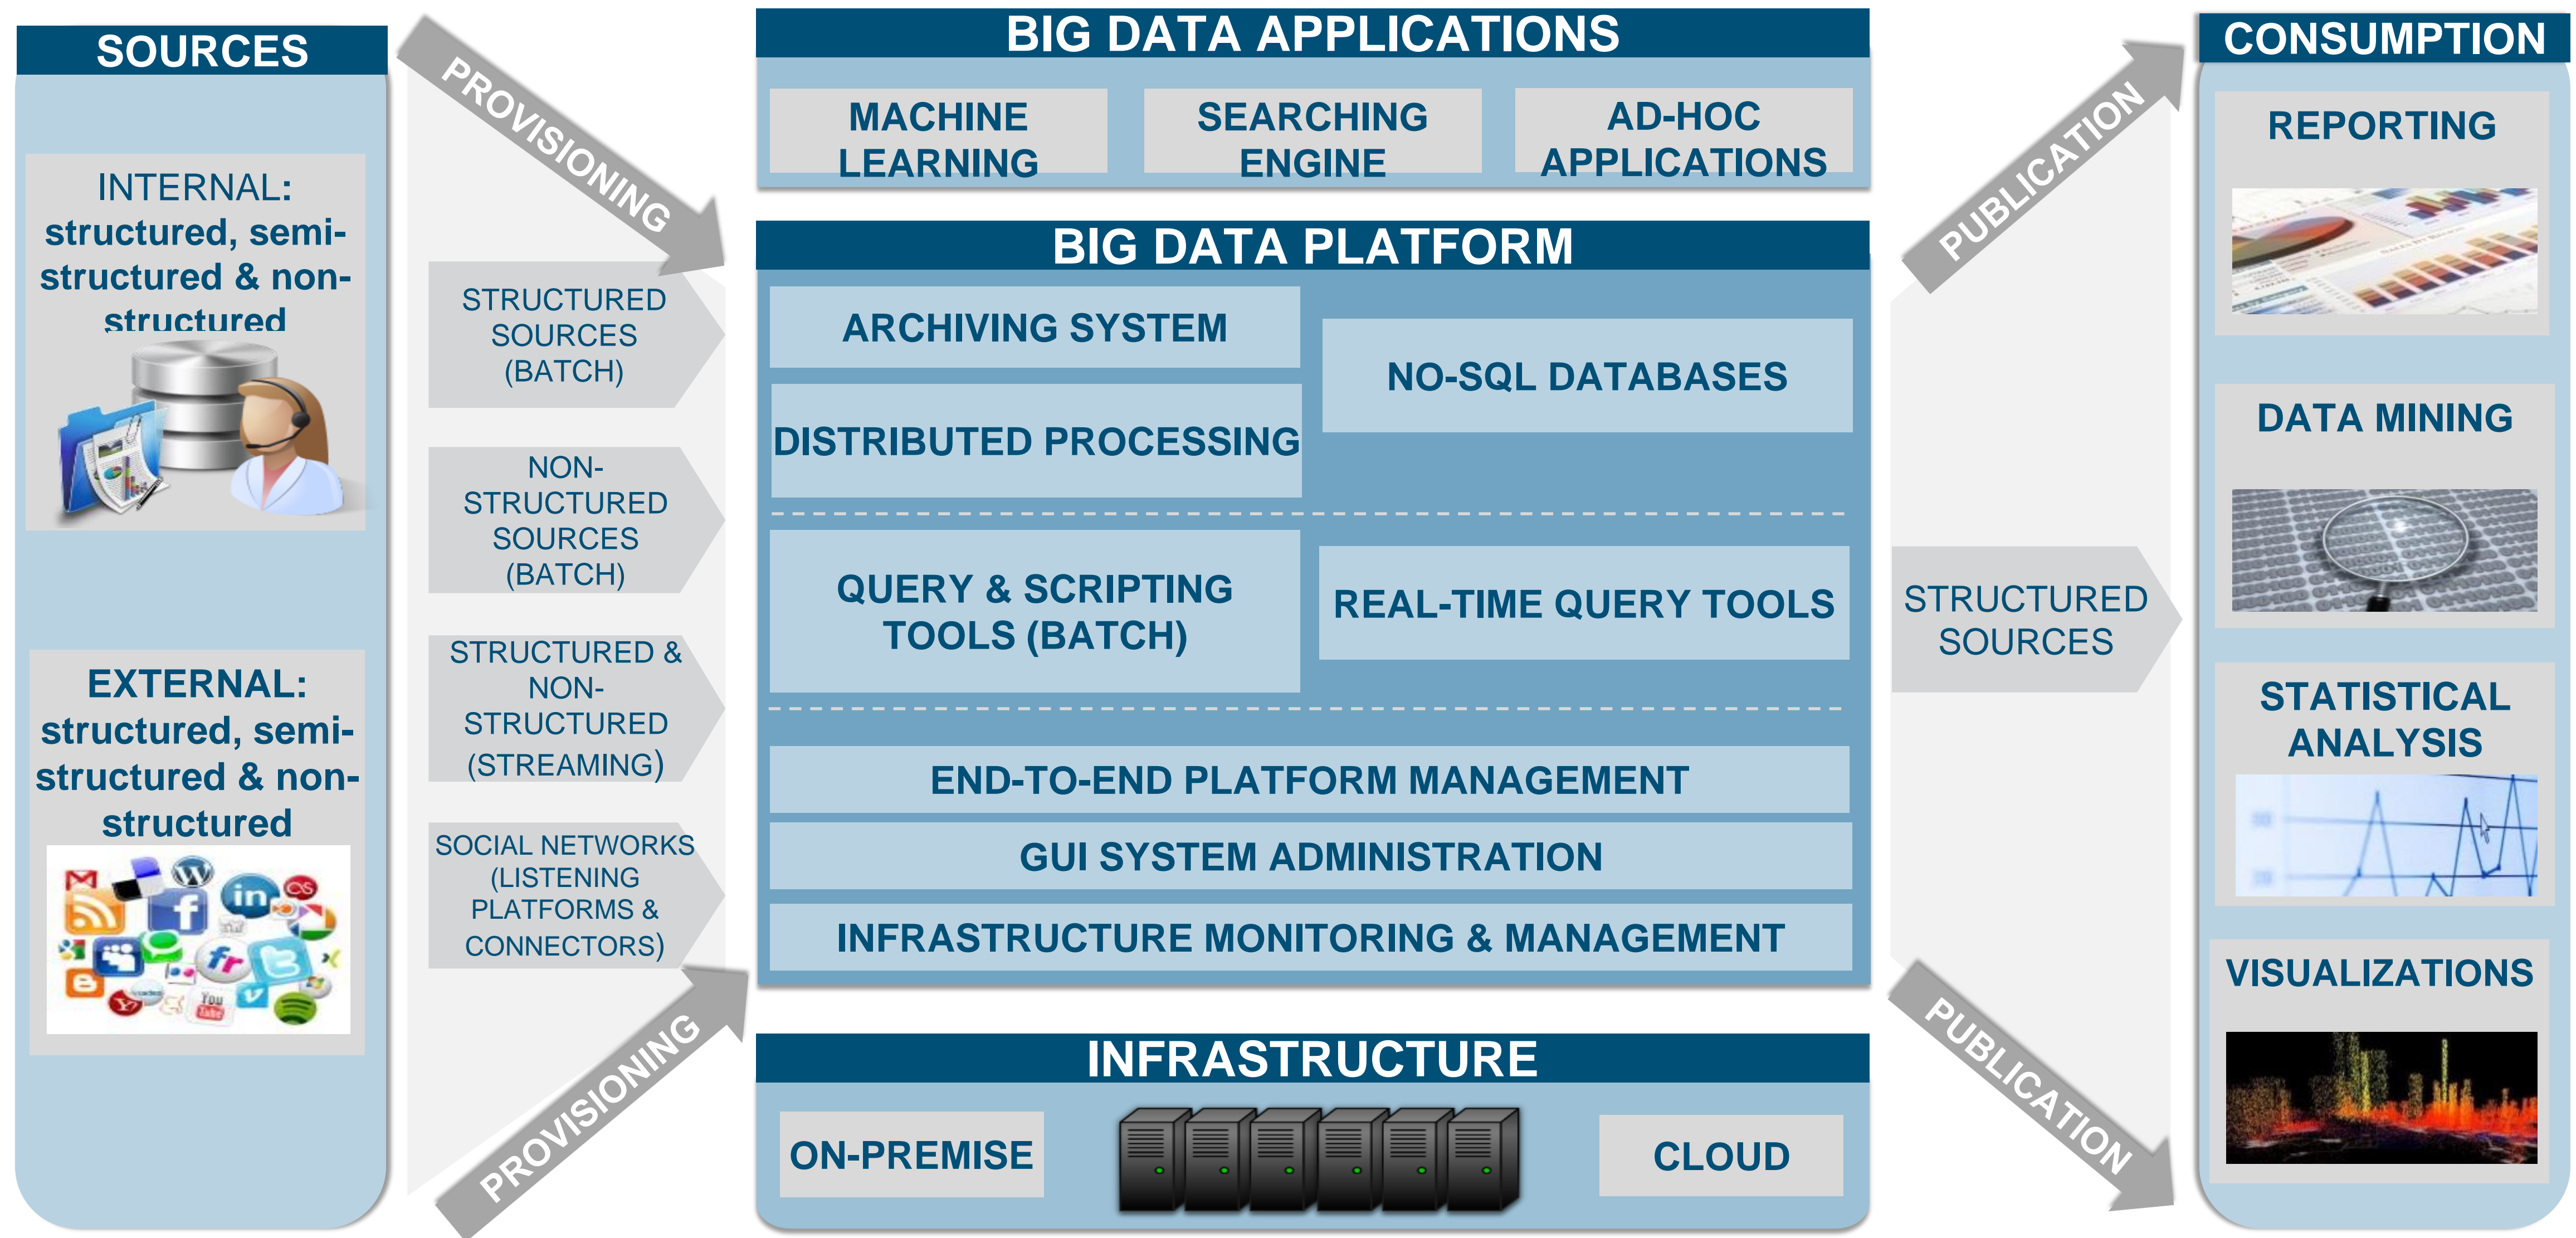 SOURCES
INTERNAL:
structured, semi-
structured & non-
structured
EXTERNAL:
structured, semi-
structured & non-
structured
You
Tube
in
fr
PROVISIONING
STRUCTURED
SOURCES
(BATCH)
NON-
STRUCTURED
SOURCES
(BATCH)
STRUCTURED &
NON-
STRUCTURED
(STREAMING)
SOCIAL NETWORKS
(LISTENING
PLATFORMS &
CONNECTORS)
PROVISIONING
BIG DATA APPLICATIONS
MACHINE
LEARNING
SEARCHING
ENGINE
AD-HOC
APPLICATIONS
BIG DATA PLATFORM
ARCHIVING SYSTEM
NO-SQL DATABASES
DISTRIBUTED PROCESSING
QUERY & SCRIPTING
TOOLS (BATCH)
REAL-TIME QUERY TOOLS
END-TO-END PLATFORM MANAGEMENT
GUI SYSTEM ADMINISTRATION
INFRASTRUCTURE MONITORING & MANAGEMENT
INFRASTRUCTURE
ON-PREMISE
CLOUD
PUBLICATION
STRUCTURED
SOURCES
PUBLICATION
CONSUMPTION
REPORTING
DATA MINING
STATISTICAL
ANALYSIS
VISUALIZATIONS